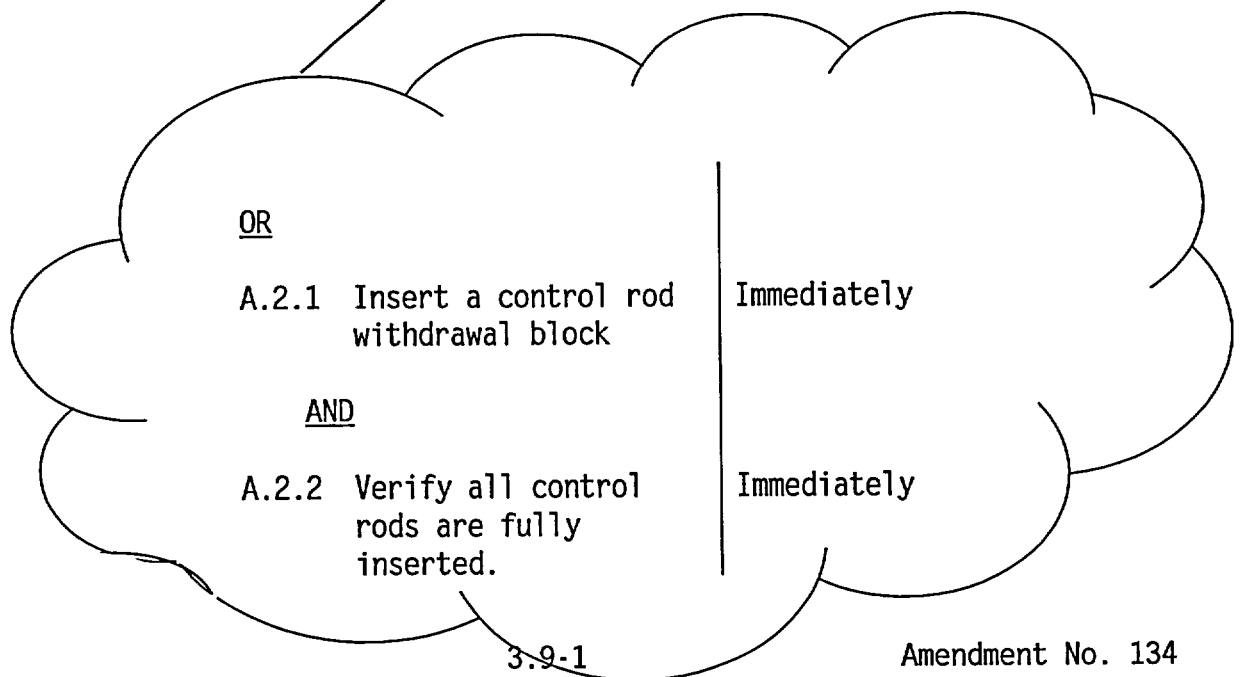 OR
A.2.1 Insert a control rod Immediately
withdrawal block
AND
A.2.2 Verify all control Immediately
rods are fully
inserted.
3.9-1 Amendment No. 134